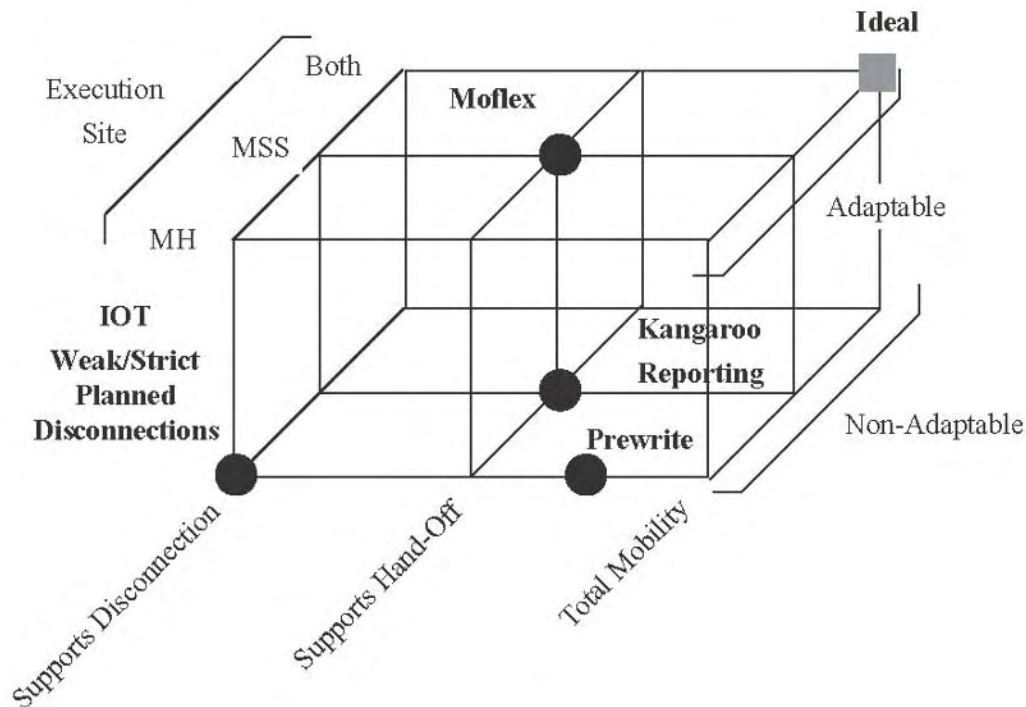 Ideal
Both
Execution
Site
Moflex
MSS
Adaptable
MH
IOT
Weak/Strict
Planned
Disconnections
Kangaroo
Reporting
Prewrite
Non-Adaptable
Supports Disconnection
Supports Hand-Off
Total Mobility